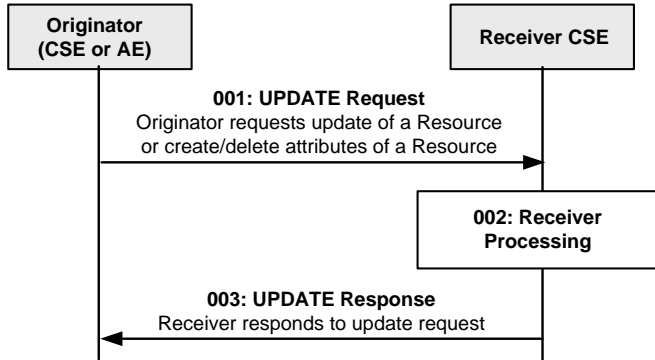 Originator
(CSE or AE)
Receiver CSE
001: UPDATE Request
Originator requests update of a Resource
or create/delete attributes of a Resource
002: Receiver
Processing
003: UPDATE Response
Receiver responds to update request